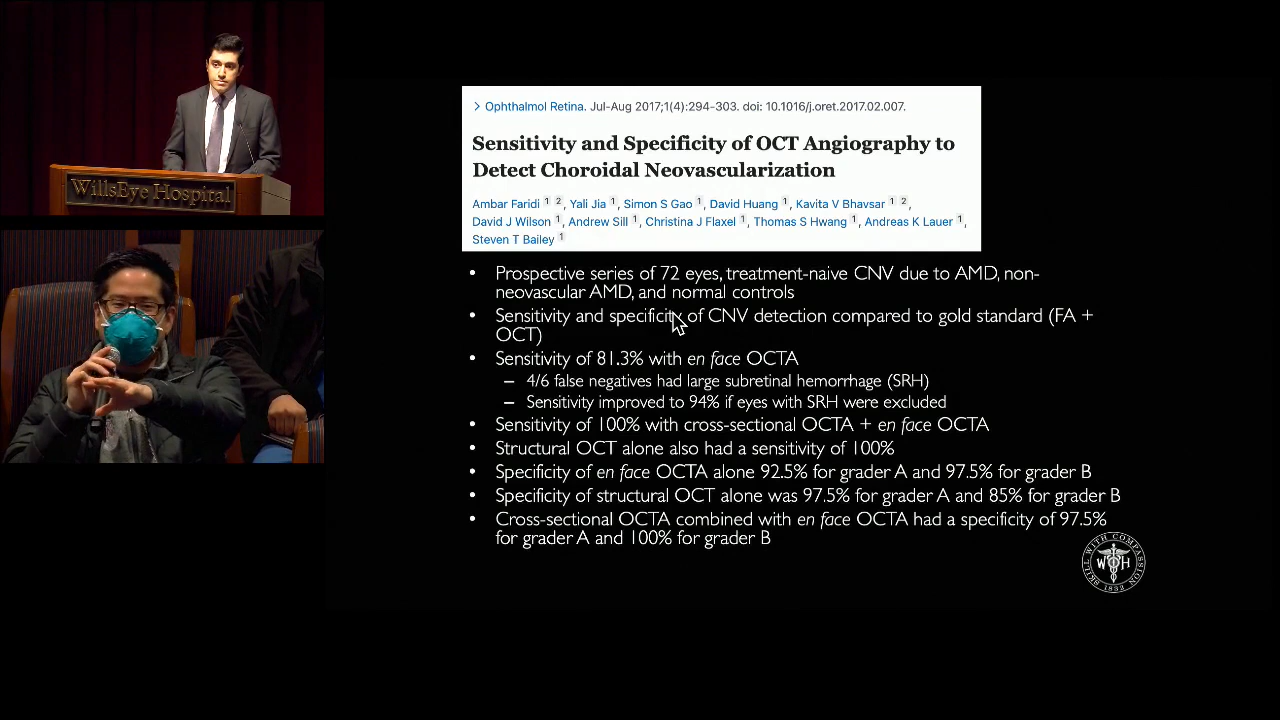 WillsEye Hospital
> Ophthalmol Retina. Jul-Aug 2017;1(4):294-303. doi: 10.1016/j.oret.2017.02.007.
Sensitivity and Specificity of OCT Angiography to
Detect Choroidal Neovascularization
Ambar Faridi 1 2, Yali Jia 1, Simon S Gao 1, David Huang 1, Kavita V Bhavsar 1 2,
David J Wilson 1, Andrew Sill 1, Christina J Flaxel 1, Thomas S Hwang 1, Andreas K Lauer 1,
Steven T Bailey 1
• Prospective series of 72 eyes, treatment-naive CNV due to AMD, non-
neovascular AMD, and normal controls
• Sensitivity and specificity of CNV detection compared to gold standard (FA +
OCT)
• Sensitivity of 81.3% with en face OCTA
– 4/6 false negatives had large subretinal hemorrhage (SRH)
– Sensitivity improved to 94% if eyes with SRH were excluded
• Sensitivity of 100% with cross-sectional OCTA + en face OCTA
• Structural OCT alone also had a sensitivity of 100%
• Specificity of en face OCTA alone 92.5% for grader A and 97.5% for grader B
• Specificity of structural OCT alone was 97.5% for grader A and 85% for grader B
• Cross-sectional OCTA combined with en face OCTA had a specificity of 97.5%
for grader A and 100% for grader B
SKILL WITH COMPASSION
W H
1832